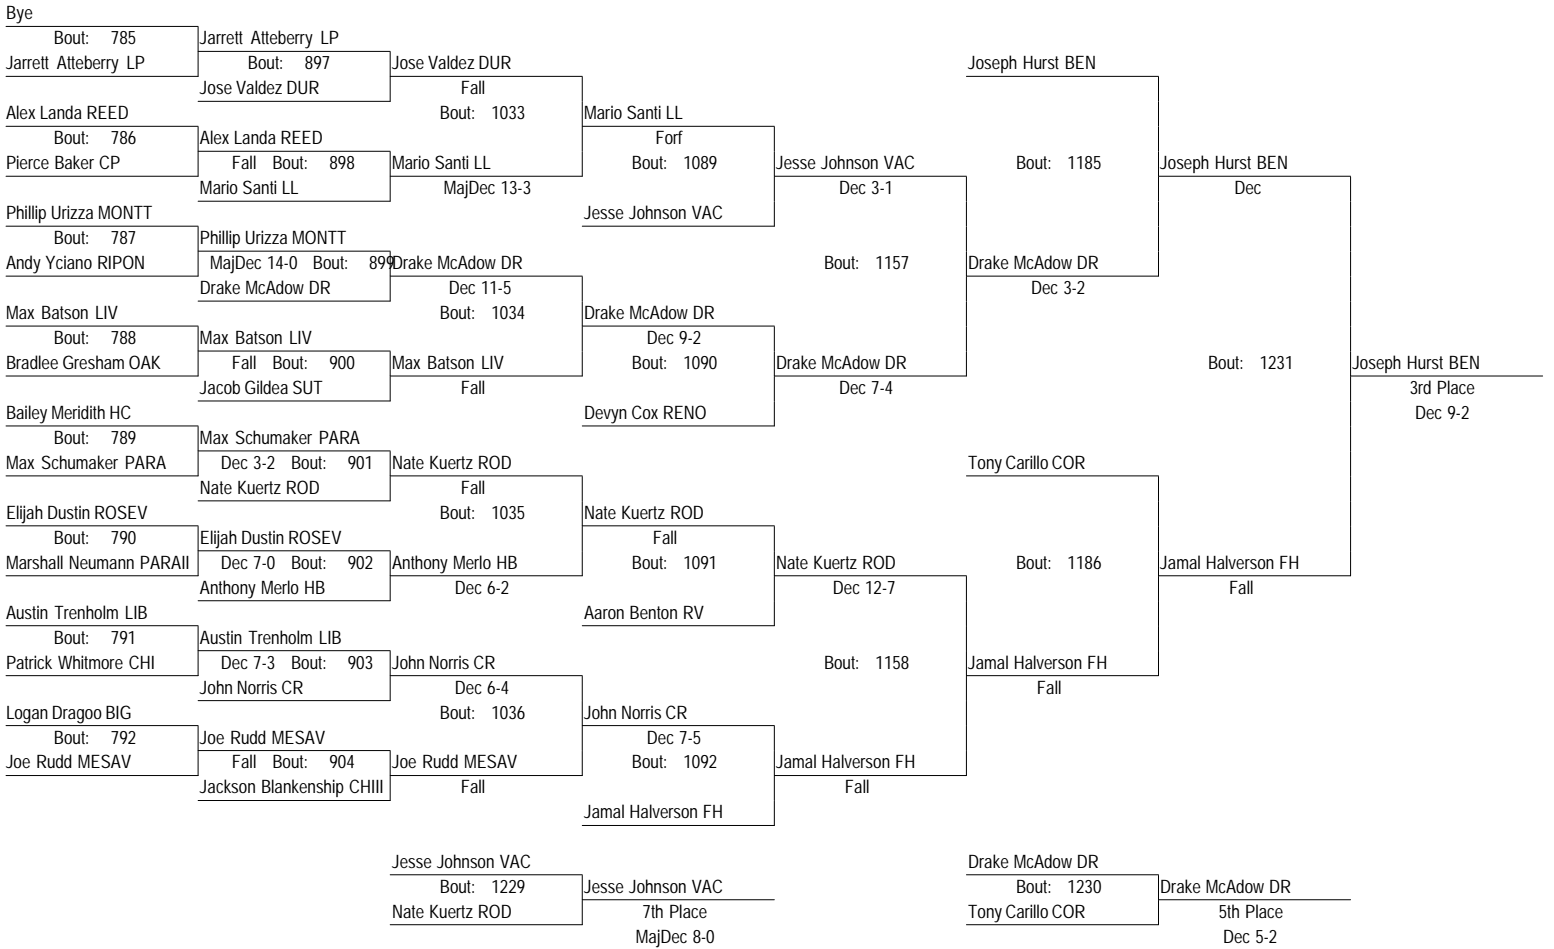 Bye
Bout: 785 Jarrett Atteberry LP
Jarrett Atteberry LP Bout: 897 Jose Valdez DUR Joseph Hurst BEN
Jose Valdez DUR Fall
Alex Landa REED Bout: 1033 Mario Santi LL
Bout: 786 Alex Landa REED Forf
Pierce Baker CP Fall Bout: 898 Mario Santi LL Bout: 1089 Jesse Johnson VAC Bout: 1185 Joseph Hurst BEN
Mario Santi LL MajDec 13-3 Dec 3-1 Dec
Phillip Urizza MONTT Jesse Johnson VAC
Bout: 787 Phillip Urizza MONTT
Andy Yciano RIPON MajDec 14-0 Bout: 899 Drake McAdow DR Bout: 1157 Drake McAdow DR
Drake McAdow DR Dec 11-5 Dec 3-2
Max Batson LIV Bout: 1034 Drake McAdow DR
Bout: 788 Max Batson LIV Dec 9-2
Bradlee Gresham OAK Fall Bout: 900 Max Batson LIV Bout: 1090 Drake McAdow DR Bout: 1231 Joseph Hurst BEN
Jacob Gildea SUT Fall Dec 7-4 3rd Place
Bailey Meridith HC Devyn Cox RENO Dec 9-2
Bout: 789 Max Schumaker PARA
Max Schumaker PARA Dec 3-2 Bout: 901 Nate Kuertz ROD Tony Carillo COR
Nate Kuertz ROD Fall
Elijah Dustin ROSEV Bout: 1035 Nate Kuertz ROD
Bout: 790 Elijah Dustin ROSEV Fall
Marshall Neumann PARAII Dec 7-0 Bout: 902 Anthony Merlo HB Bout: 1091 Nate Kuertz ROD Bout: 1186 Jamal Halverson FH
Anthony Merlo HB Dec 6-2 Dec 12-7 Fall
Austin Trenholm LIB Aaron Benton RV
Bout: 791 Austin Trenholm LIB
Patrick Whitmore CHI Dec 7-3 Bout: 903 John Norris CR Bout: 1158 Jamal Halverson FH
John Norris CR Dec 6-4 Fall
Logan Dragoo BIG Bout: 1036 John Norris CR
Bout: 792 Joe Rudd MESAV Dec 7-5
Joe Rudd MESAV Fall Bout: 904 Joe Rudd MESAV Bout: 1092 Jamal Halverson FH
Jackson Blankenship CHIII Fall Fall
Jamal Halverson FH
Jesse Johnson VAC Drake McAdow DR
Bout: 1229 Jesse Johnson VAC Bout: 1230 Drake McAdow DR
Nate Kuertz ROD 7th Place Tony Carillo COR 5th Place
MajDec 8-0 Dec 5-2